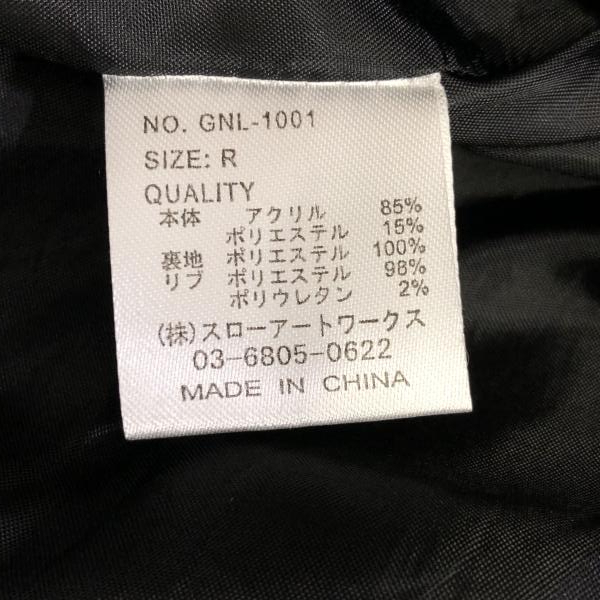 NO. GNL-1001
SIZE: R
QUALITY
本体 アクリル 85%
ポリエステル 15%
裏地 ポリエステル 100%
リブ ポリエステル 98%
ポリウレタン 2%
(株)スローアートワークス
03-6805-0622
MADE IN CHINA